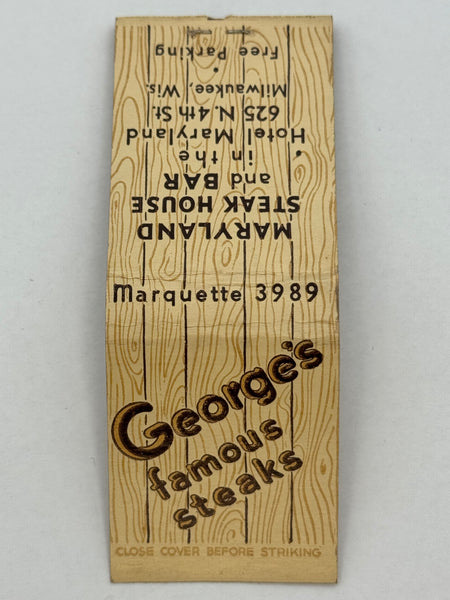 MARYLAND
STEAK HOUSE
and BAR
in the
• Hotel Maryland
625 N. 4th St.
Milwaukee, Wis.
•
Free Parking
Marquette 3989
George's
famous
steaks
CLOSE COVER BEFORE STRIKING